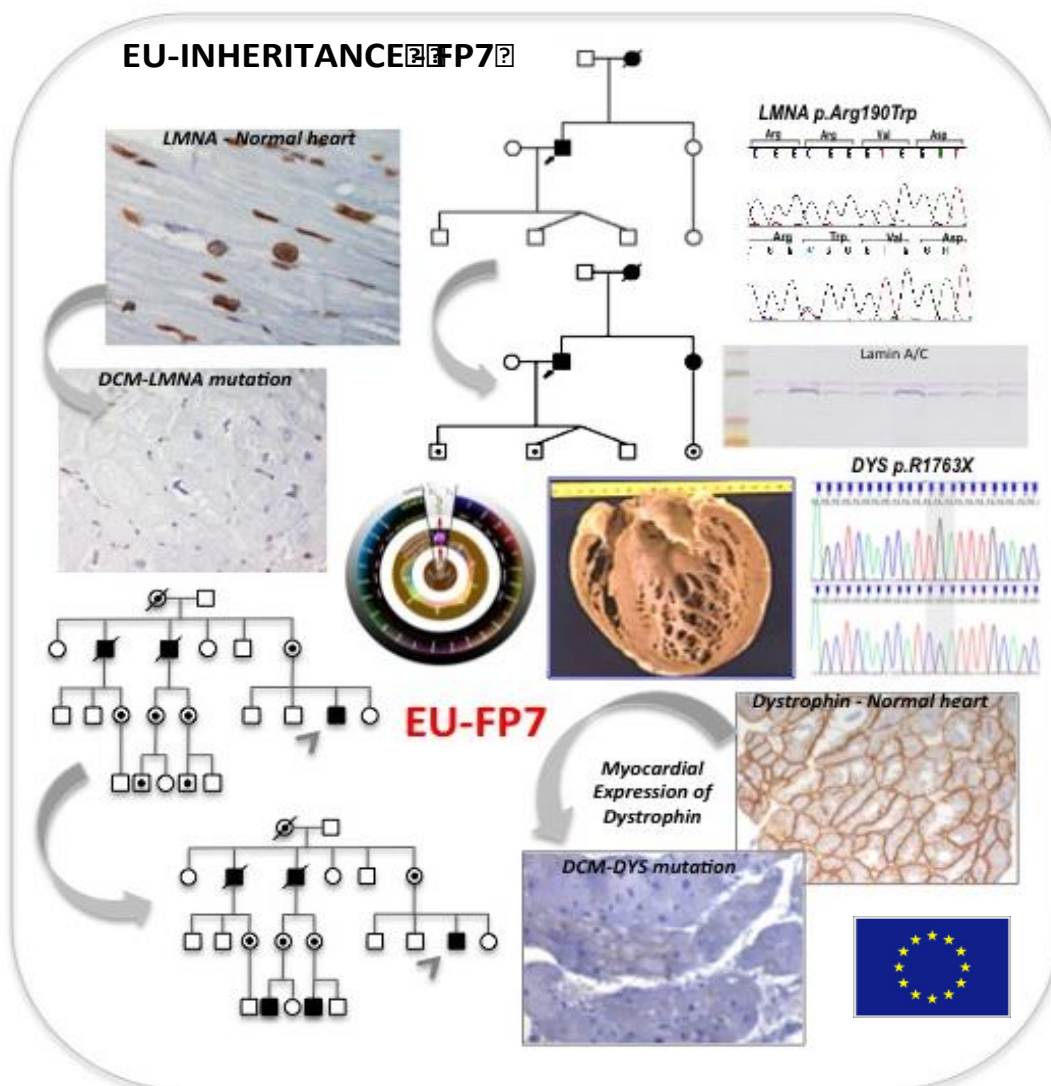 EU-INHERITANCE⍰⍰FP7⍰
LMNA - Normal heart
LMNA p.Arg190Trp
Arg Arg Val Asp
Arg Trp Val Asp
DCM-LMNA mutation
Lamin A/C
DYS p.R1763X
EU-FP7
Dystrophin - Normal heart
Myocardial
Expression of
Dystrophin
DCM-DYS mutation